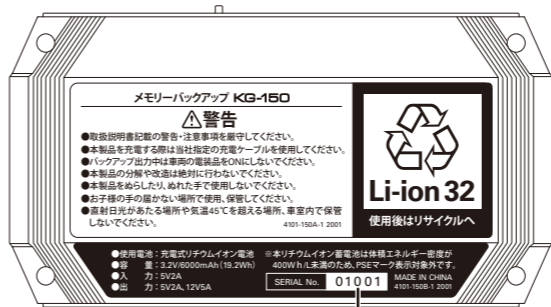 メモリーバックアップ KG-150
警告
●取扱説明書記載の警告・注意事項を厳守してください。
●本製品を充電する際は当社指定の充電ケーブルを使用してください。
●バックアップ出力中は車両の電装品をONにしないでください。
●本製品の分解や改造は絶対に行わないでください。
●本製品をぬらしたり、ぬれた手で使用しないでください。
●お子様の手の届かない場所で使用、保管してください。
●直射日光があたる場所や気温45℃を超える場所、車室内で保管
しないでください。
4101-150A-1 2001
Li-ion 32
使用後はリサイクルへ
●使用電池：充電式リチウムイオン電池
●容　　量：3.2V/6000mAh（19.2Wh）
●入　　力：5V2A
●出　　力：5V2A, 12V5A
※本リチウムイオン蓄電池は体積エネルギー密度が
400Wh/L未満のため、PSEマーク表示対象外です。
SERIAL No. 01001
MADE IN CHINA
4101-150B-1 2001